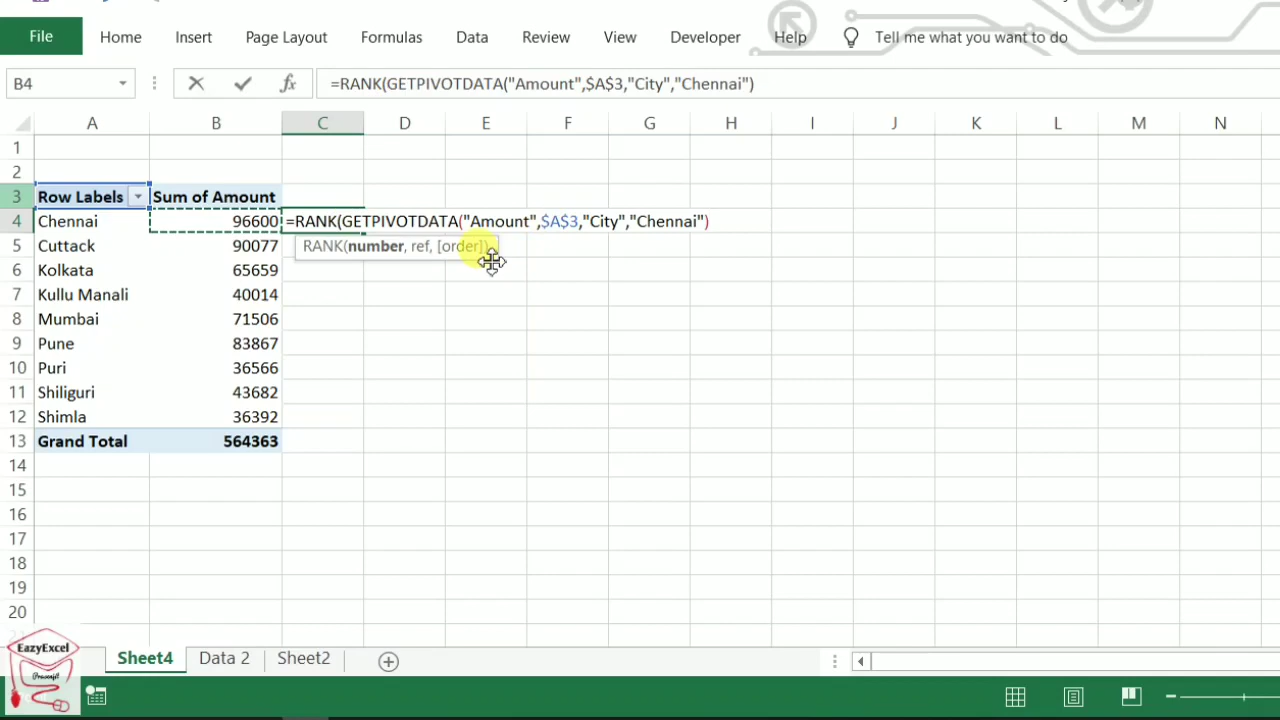 File Home Insert Page Layout Formulas Data Review View Developer Help Tell me what you want to do
B4 fx =RANK(GETPIVOTDATA("Amount",$A$3,"City","Chennai")
A B C D E F G H I J K L M N
1
2
3 Row Labels Sum of Amount
4 Chennai 96600 =RANK(GETPIVOTDATA("Amount",$A$3,"City","Chennai")
5 Cuttack 90077 RANK(number, ref, [order])
6 Kolkata 65659
7 Kullu Manali 40014
8 Mumbai 71506
9 Pune 83867
10 Puri 36566
11 Shiliguri 43682
12 Shimla 36392
13 Grand Total 564363
14
15
16
17
18
19
20
EazyExcel
Prosenjit
Sheet4 Data 2 Sheet2